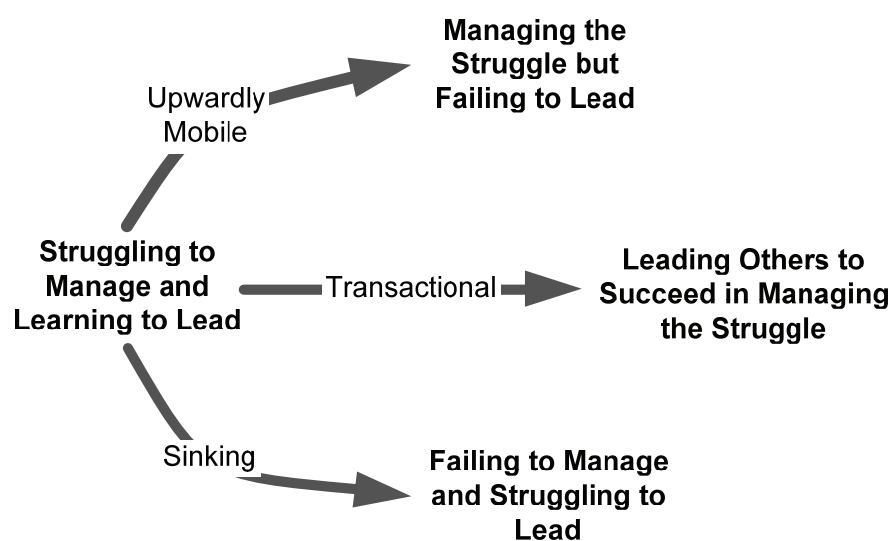 Managing the
Struggle but
Failing to Lead
Upwardly
Mobile
Struggling to
Manage and
Learning to Lead
Transactional
Leading Others to
Succeed in Managing
the Struggle
Sinking
Failing to Manage
and Struggling to
Lead